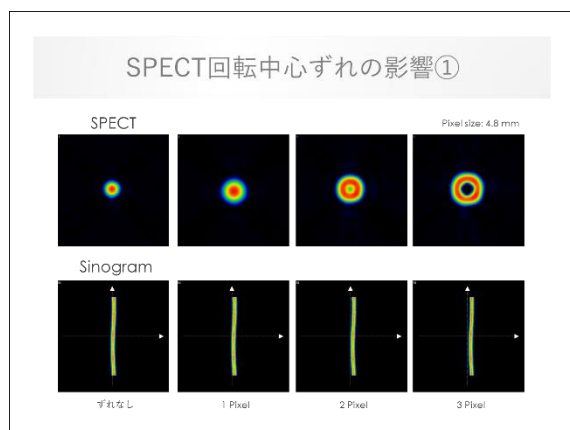 SPECT回転中心ずれの影響①
SPECT
Pixel size: 4.8 mm
Sinogram
ずれなし
1 Pixel
2 Pixel
3 Pixel